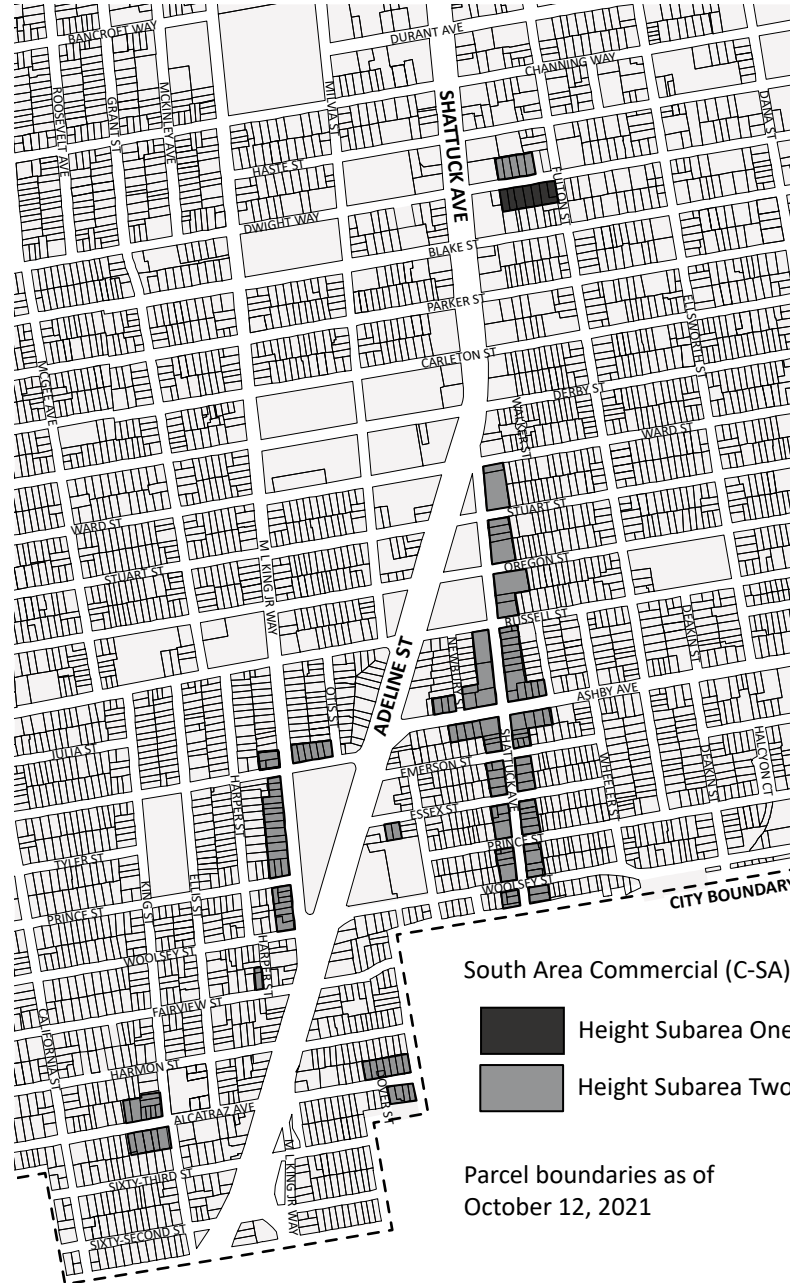 BANCROFT WAY
DURANT AVE
CHANNING WAY
ROOSEVELT AVE
GRANT ST
MCKINLEY AVE
MILVIA ST
SHATTUCK AVE
DANA ST
HASTE ST
FULTON ST
DWIGHT WAY
BLAKE ST
PARKER ST
ELLSWORTH ST
CARLETON ST
MCGEE AVE
DERBY ST
WALKER ST
WARD ST
WARD ST
STUART ST
STUART ST
OREGON ST
M L KING JR WAY
RUSSELL ST
DEAKIN ST
NEWBURY ST
ADELINE ST
OTIS ST
ASHBY AVE
JULIA ST
SHATTUCK AVE
HALCYON CT
EMERSON ST
WHEELER ST
DEAKIN ST
HARPER ST
ESSEX ST
PRINCE ST
TYLER ST
KING ST
ELLIS ST
WOOLSEY ST
CITY BOUNDARY
PRINCE ST
WOOLSEY ST
HARPER ST
South Area Commercial (C-SA)
FAIRVIEW ST
Height Subarea One
CALIFORNIA ST
HARMON ST
Height Subarea Two
DOVER ST
ALCATRAZ AVE
SIXTY-THIRD ST
M L KING JR WAY
Parcel boundaries as of
October 12, 2021
SIXTY-SECOND ST